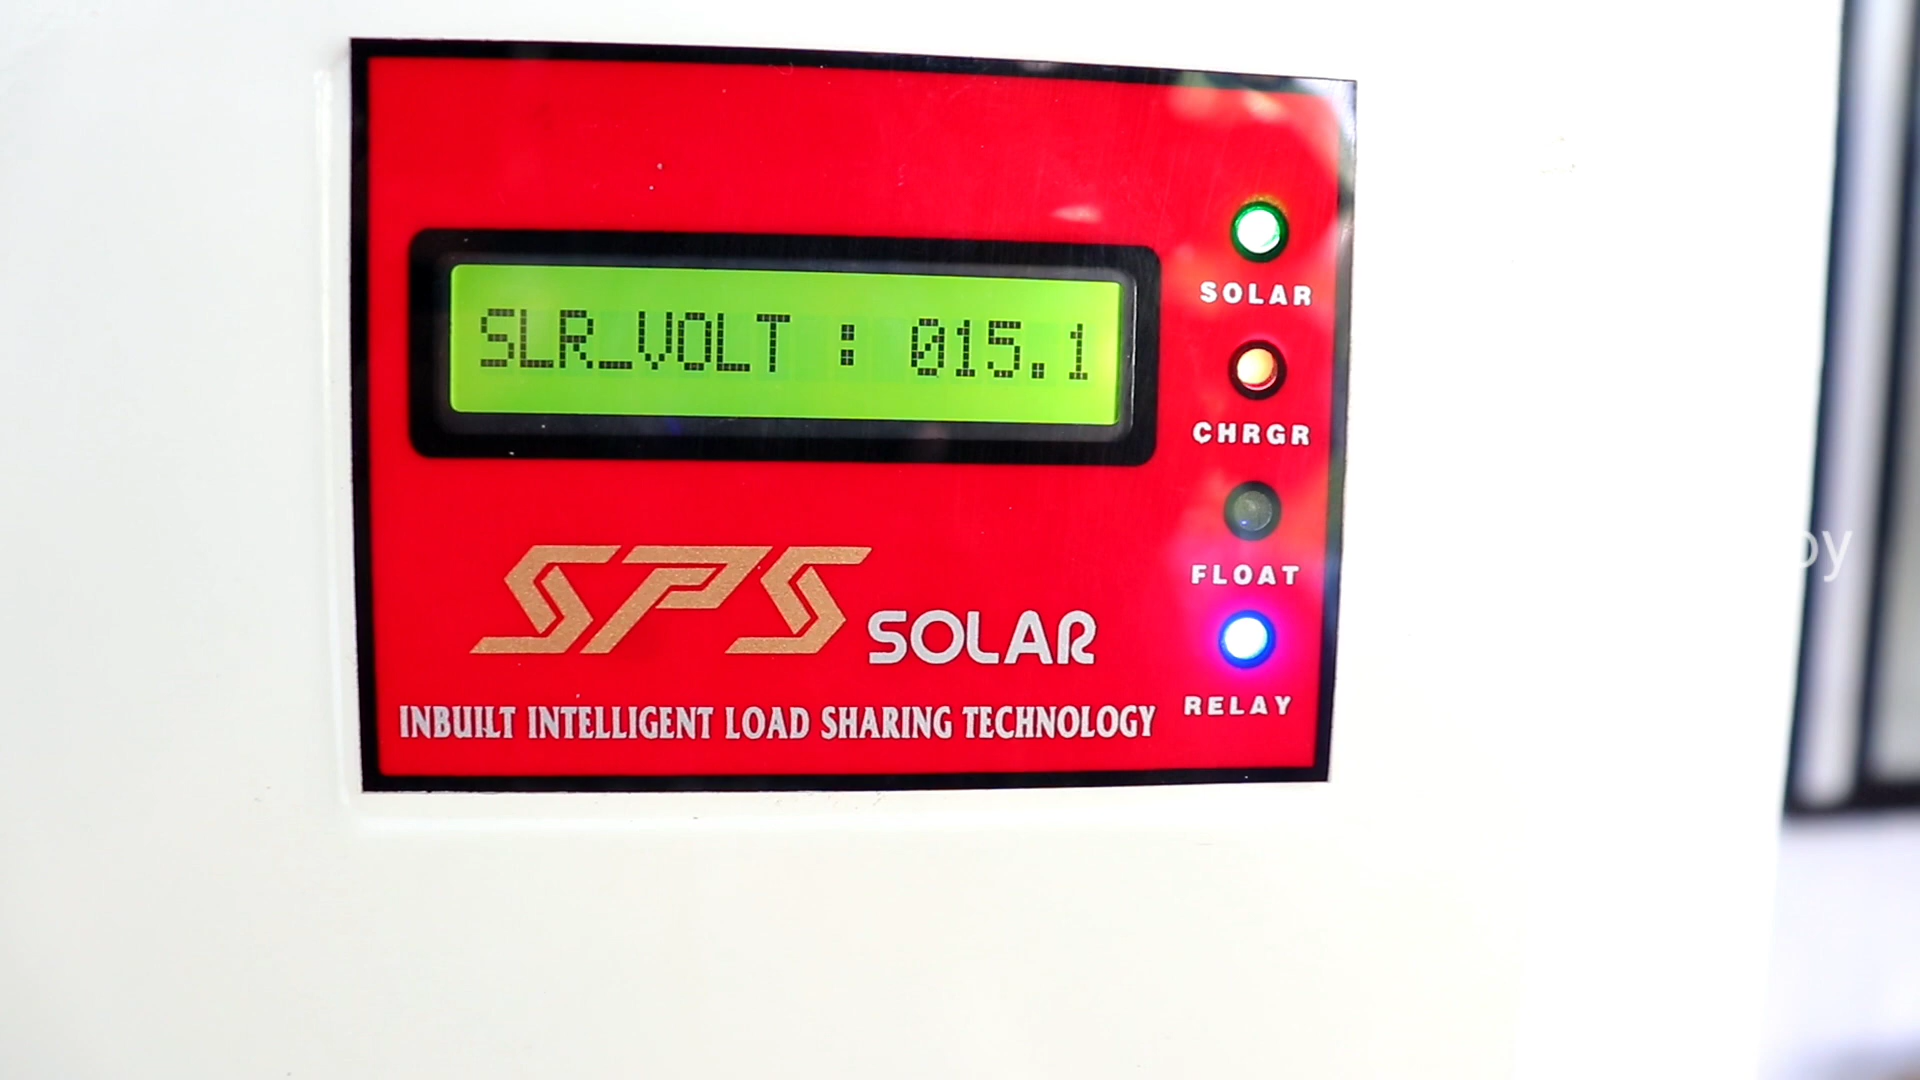 SLR_VOLT : 015.1
SOLAR
CHRGR
FLOAT
RELAY
SPS SOLAR
INBUILT INTELLIGENT LOAD SHARING TECHNOLOGY